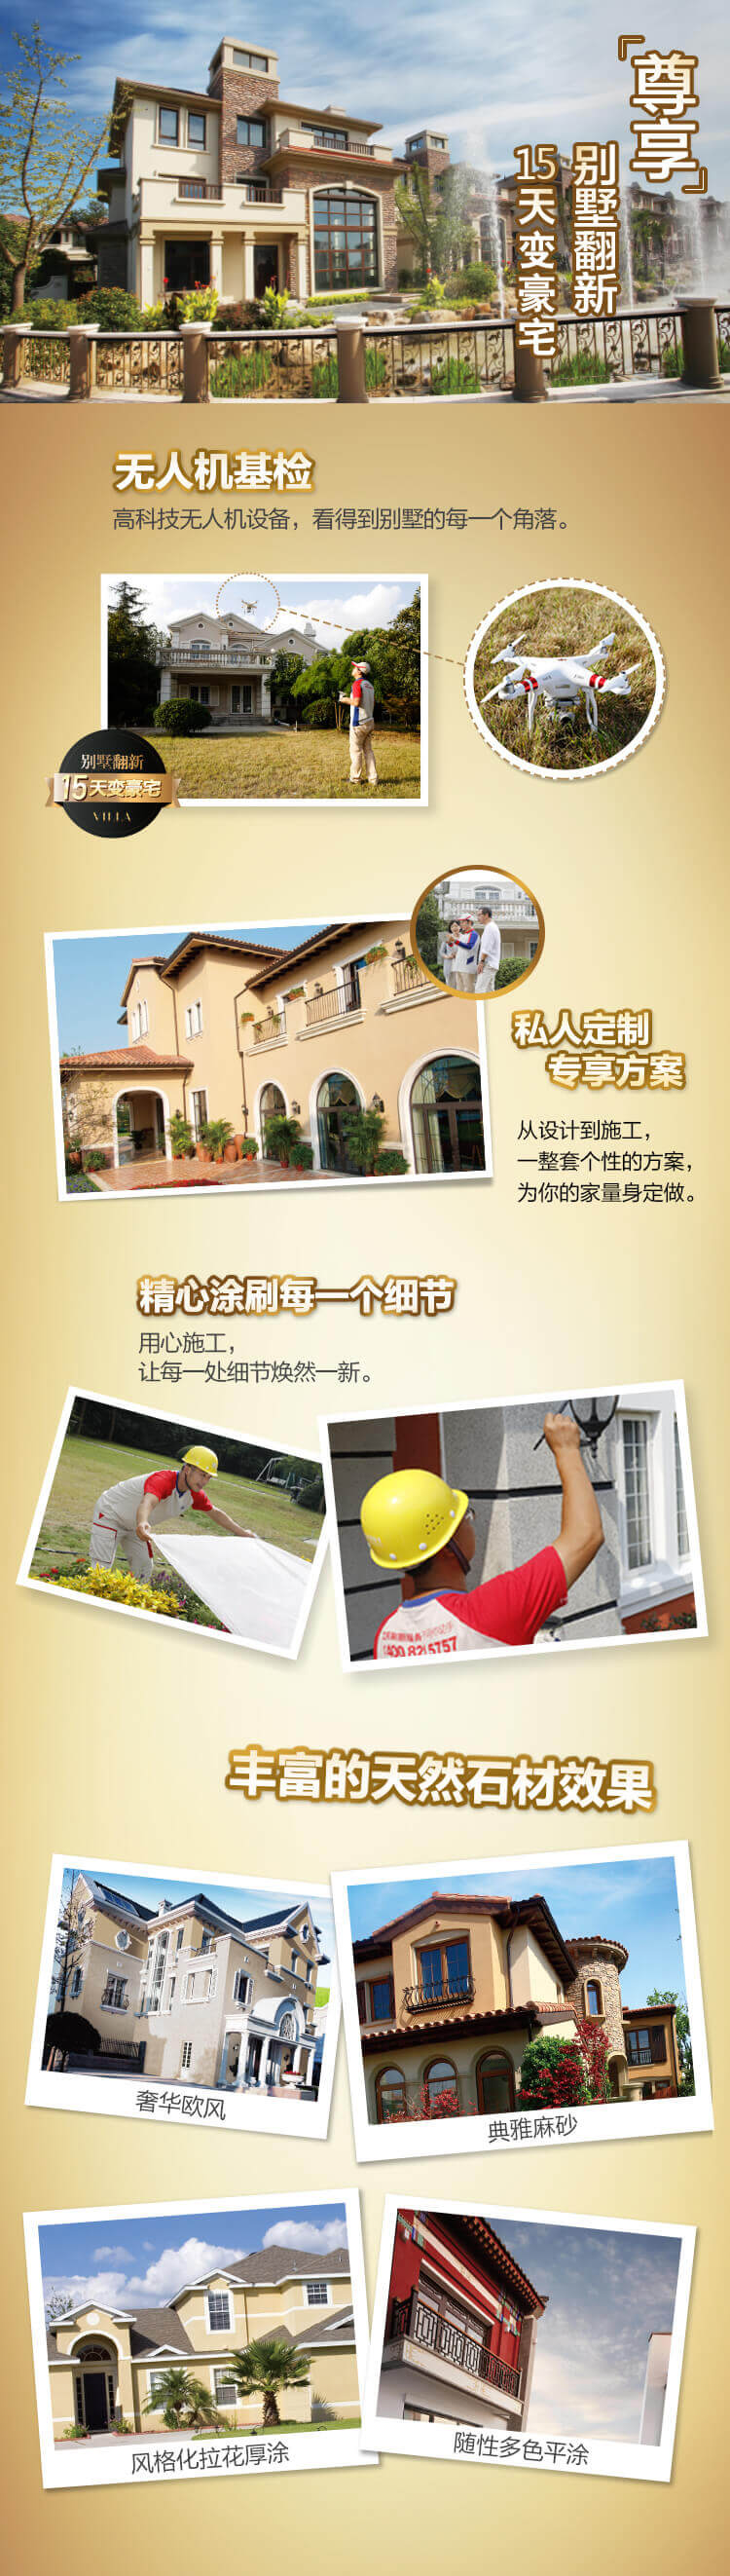 「尊享」
别墅翻新
15天变豪宅
无人机基检
高科技无人机设备，看得到别墅的每一个角落。
别墅翻新
15天变豪宅
VILLA
私人定制
专享方案
从设计到施工，
一整套个性的方案，
为你的家量身定做。
精心涂刷每一个细节
用心施工，
让每一处细节焕然一新。
丰富的天然石材效果
奢华欧风
典雅麻砂
风格化拉花厚涂
随性多色平涂